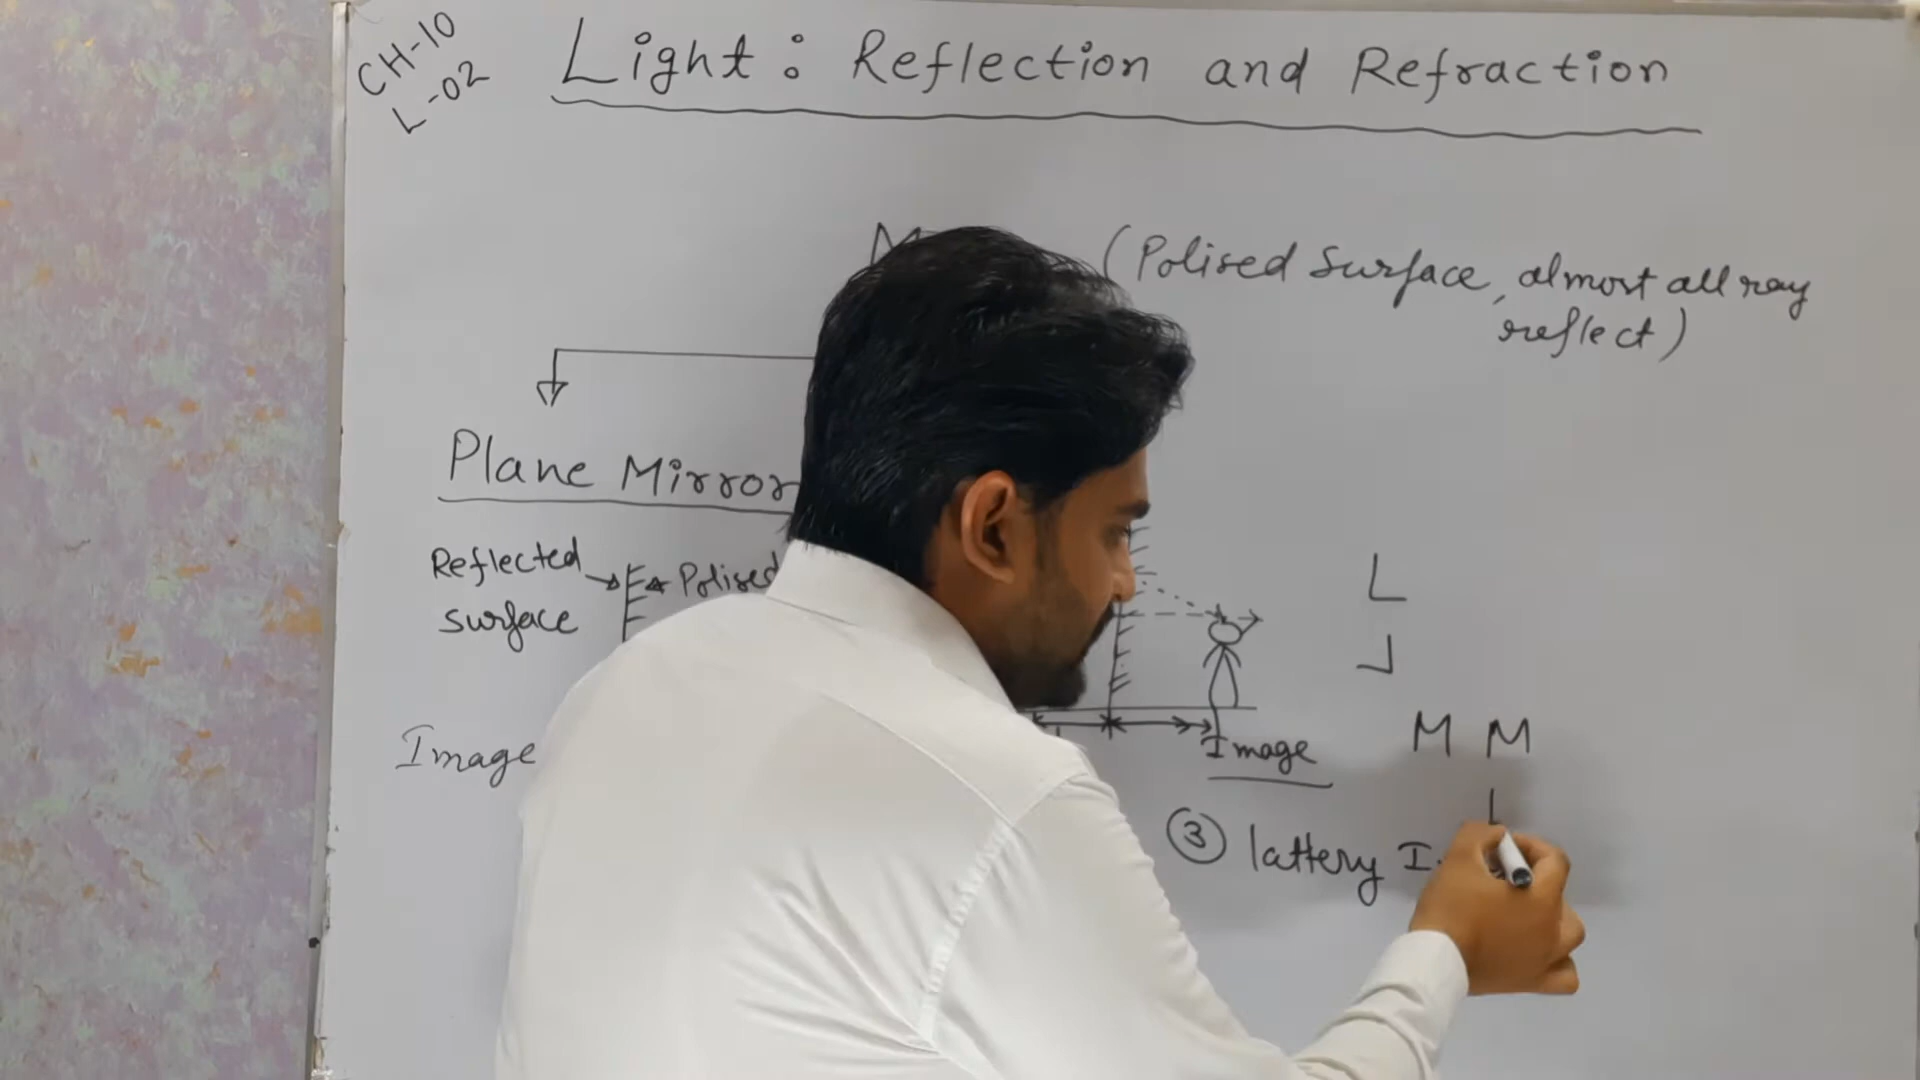 CH-10
L-02
Light: Reflection and Refraction
(Polised Surface, almost all ray
reflect)
Plane Mirror
Reflected
surface
Polised
L
M M
Image
Image
③ lattery I